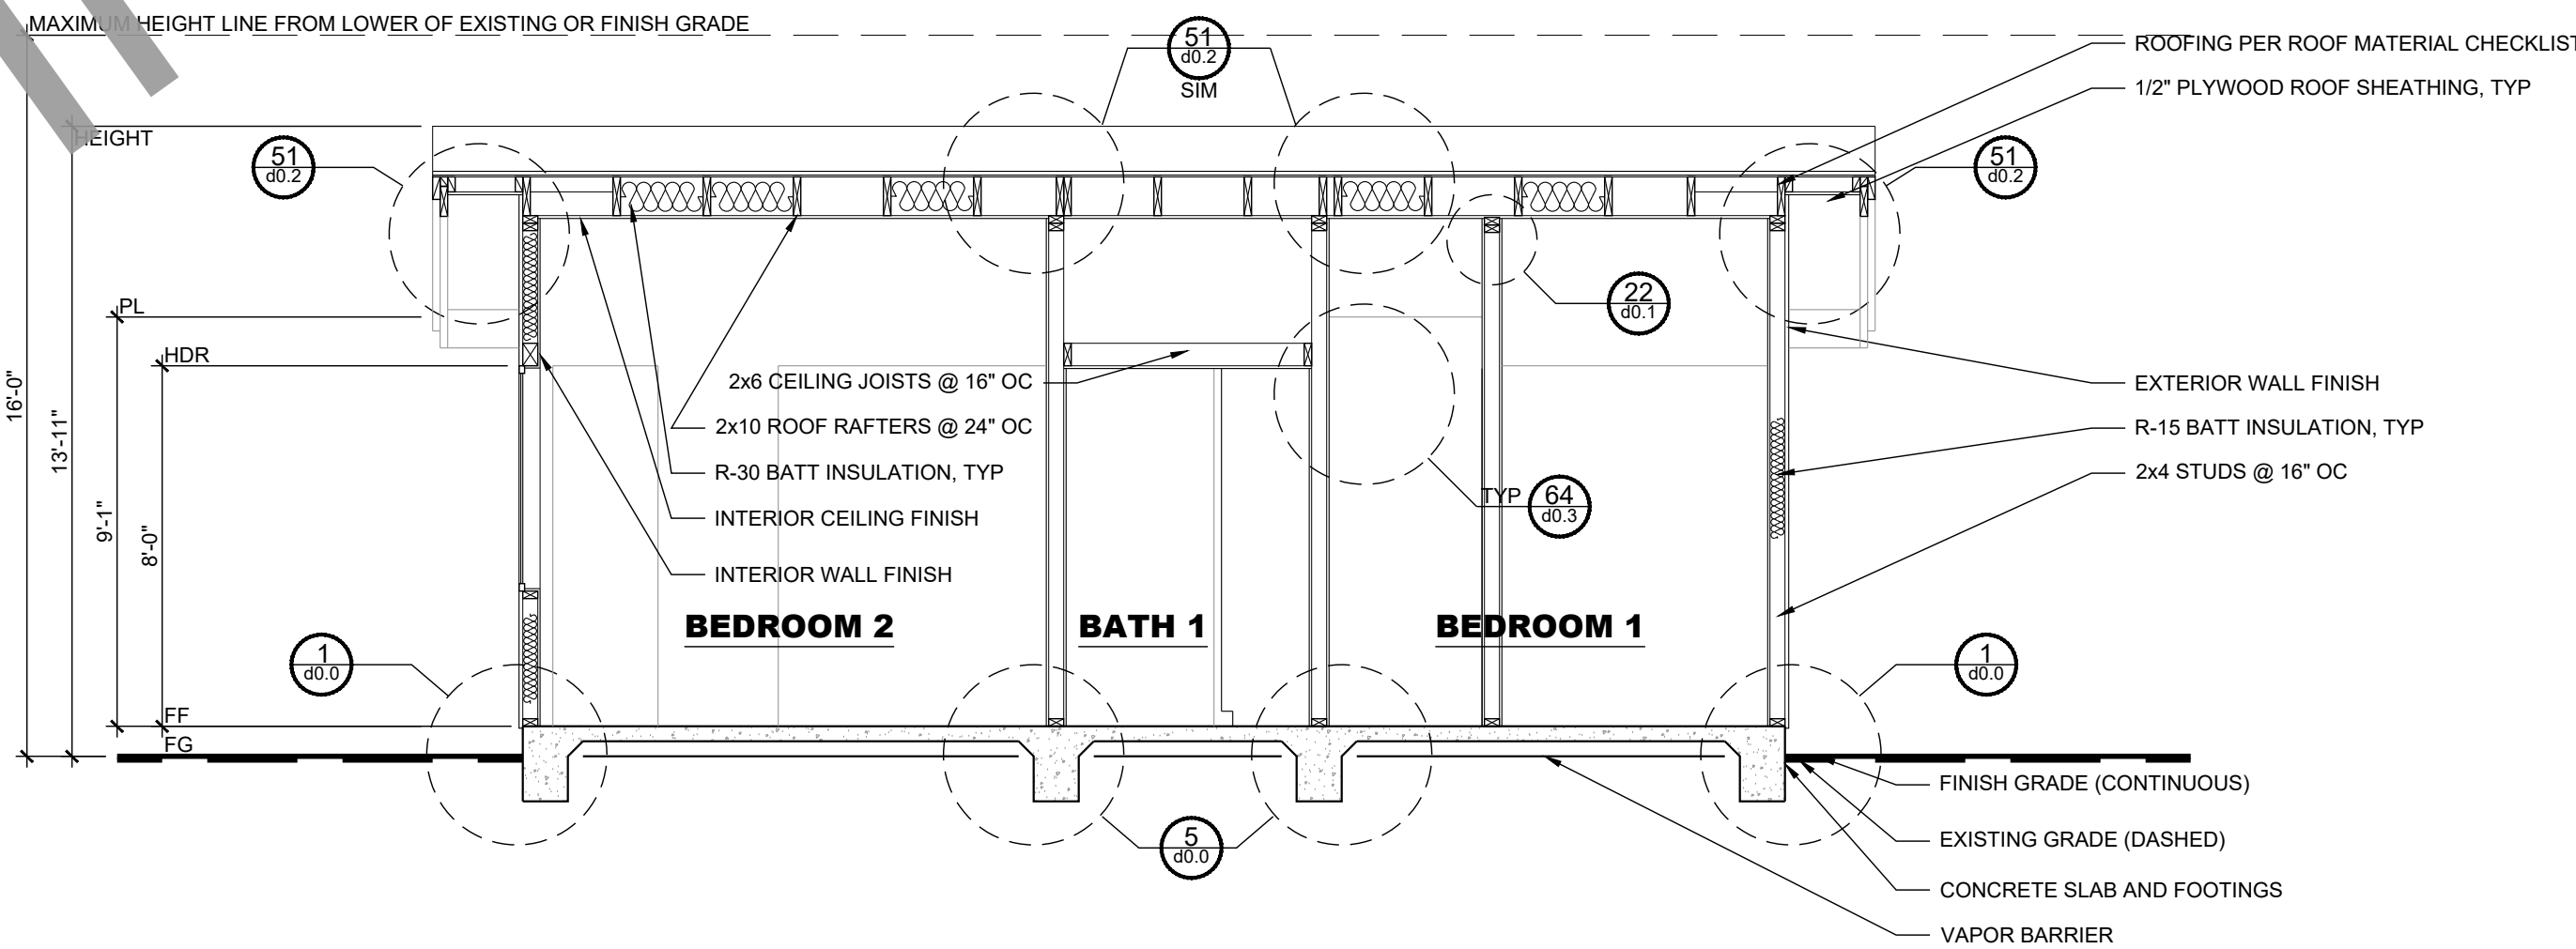 MAXIMUM HEIGHT LINE FROM LOWER OF EXISTING OR FINISH GRADE
51
d0.2
SIM
ROOFING PER ROOF MATERIAL CHECKLIST
1/2" PLYWOOD ROOF SHEATHING, TYP
HEIGHT
51
d0.2
51
d0.2
PL
22
d0.1
HDR
16'-0"
13'-11"
9'-1"
8'-0"
2x6 CEILING JOISTS @ 16" OC
2x10 ROOF RAFTERS @ 24" OC
R-30 BATT INSULATION, TYP
INTERIOR CEILING FINISH
INTERIOR WALL FINISH
EXTERIOR WALL FINISH
R-15 BATT INSULATION, TYP
2x4 STUDS @ 16" OC
TYP
64
d0.3
BEDROOM 2
BATH 1
BEDROOM 1
1
d0.0
1
d0.0
FF
FG
5
d0.0
FINISH GRADE (CONTINUOUS)
EXISTING GRADE (DASHED)
CONCRETE SLAB AND FOOTINGS
VAPOR BARRIER